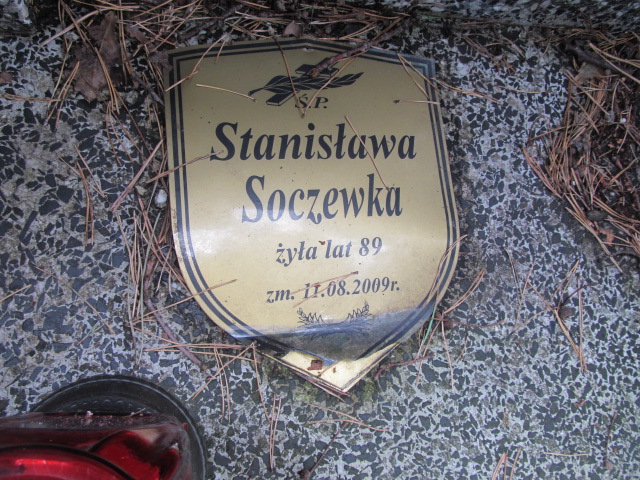 Ś.P.
Stanisława
Soczewka
żyła lat 89
zm. 11.08.2009r.